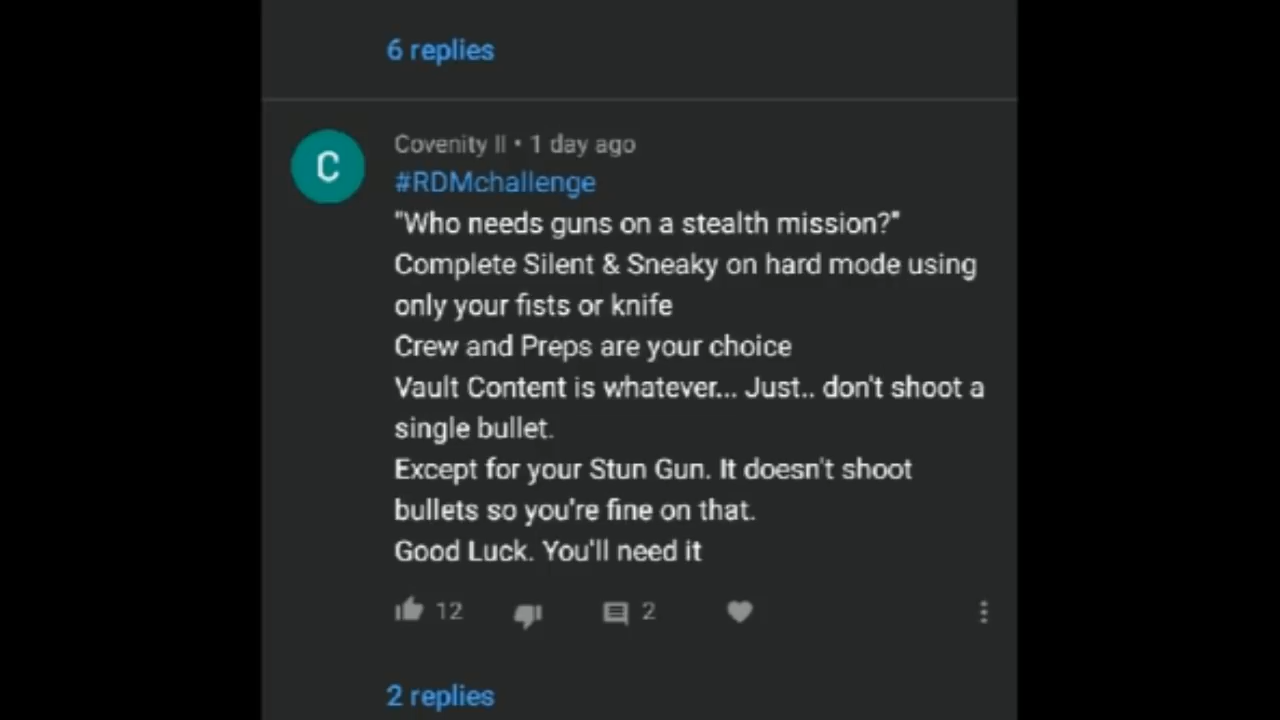 6 replies
C
Covenity II • 1 day ago
#RDMchallenge
"Who needs guns on a stealth mission?"
Complete Silent & Sneaky on hard mode using
only your fists or knife
Crew and Preps are your choice
Vault Content is whatever... Just.. don't shoot a
single bullet.
Except for your Stun Gun. It doesn't shoot
bullets so you're fine on that.
Good Luck. You'll need it
12 2
2 replies